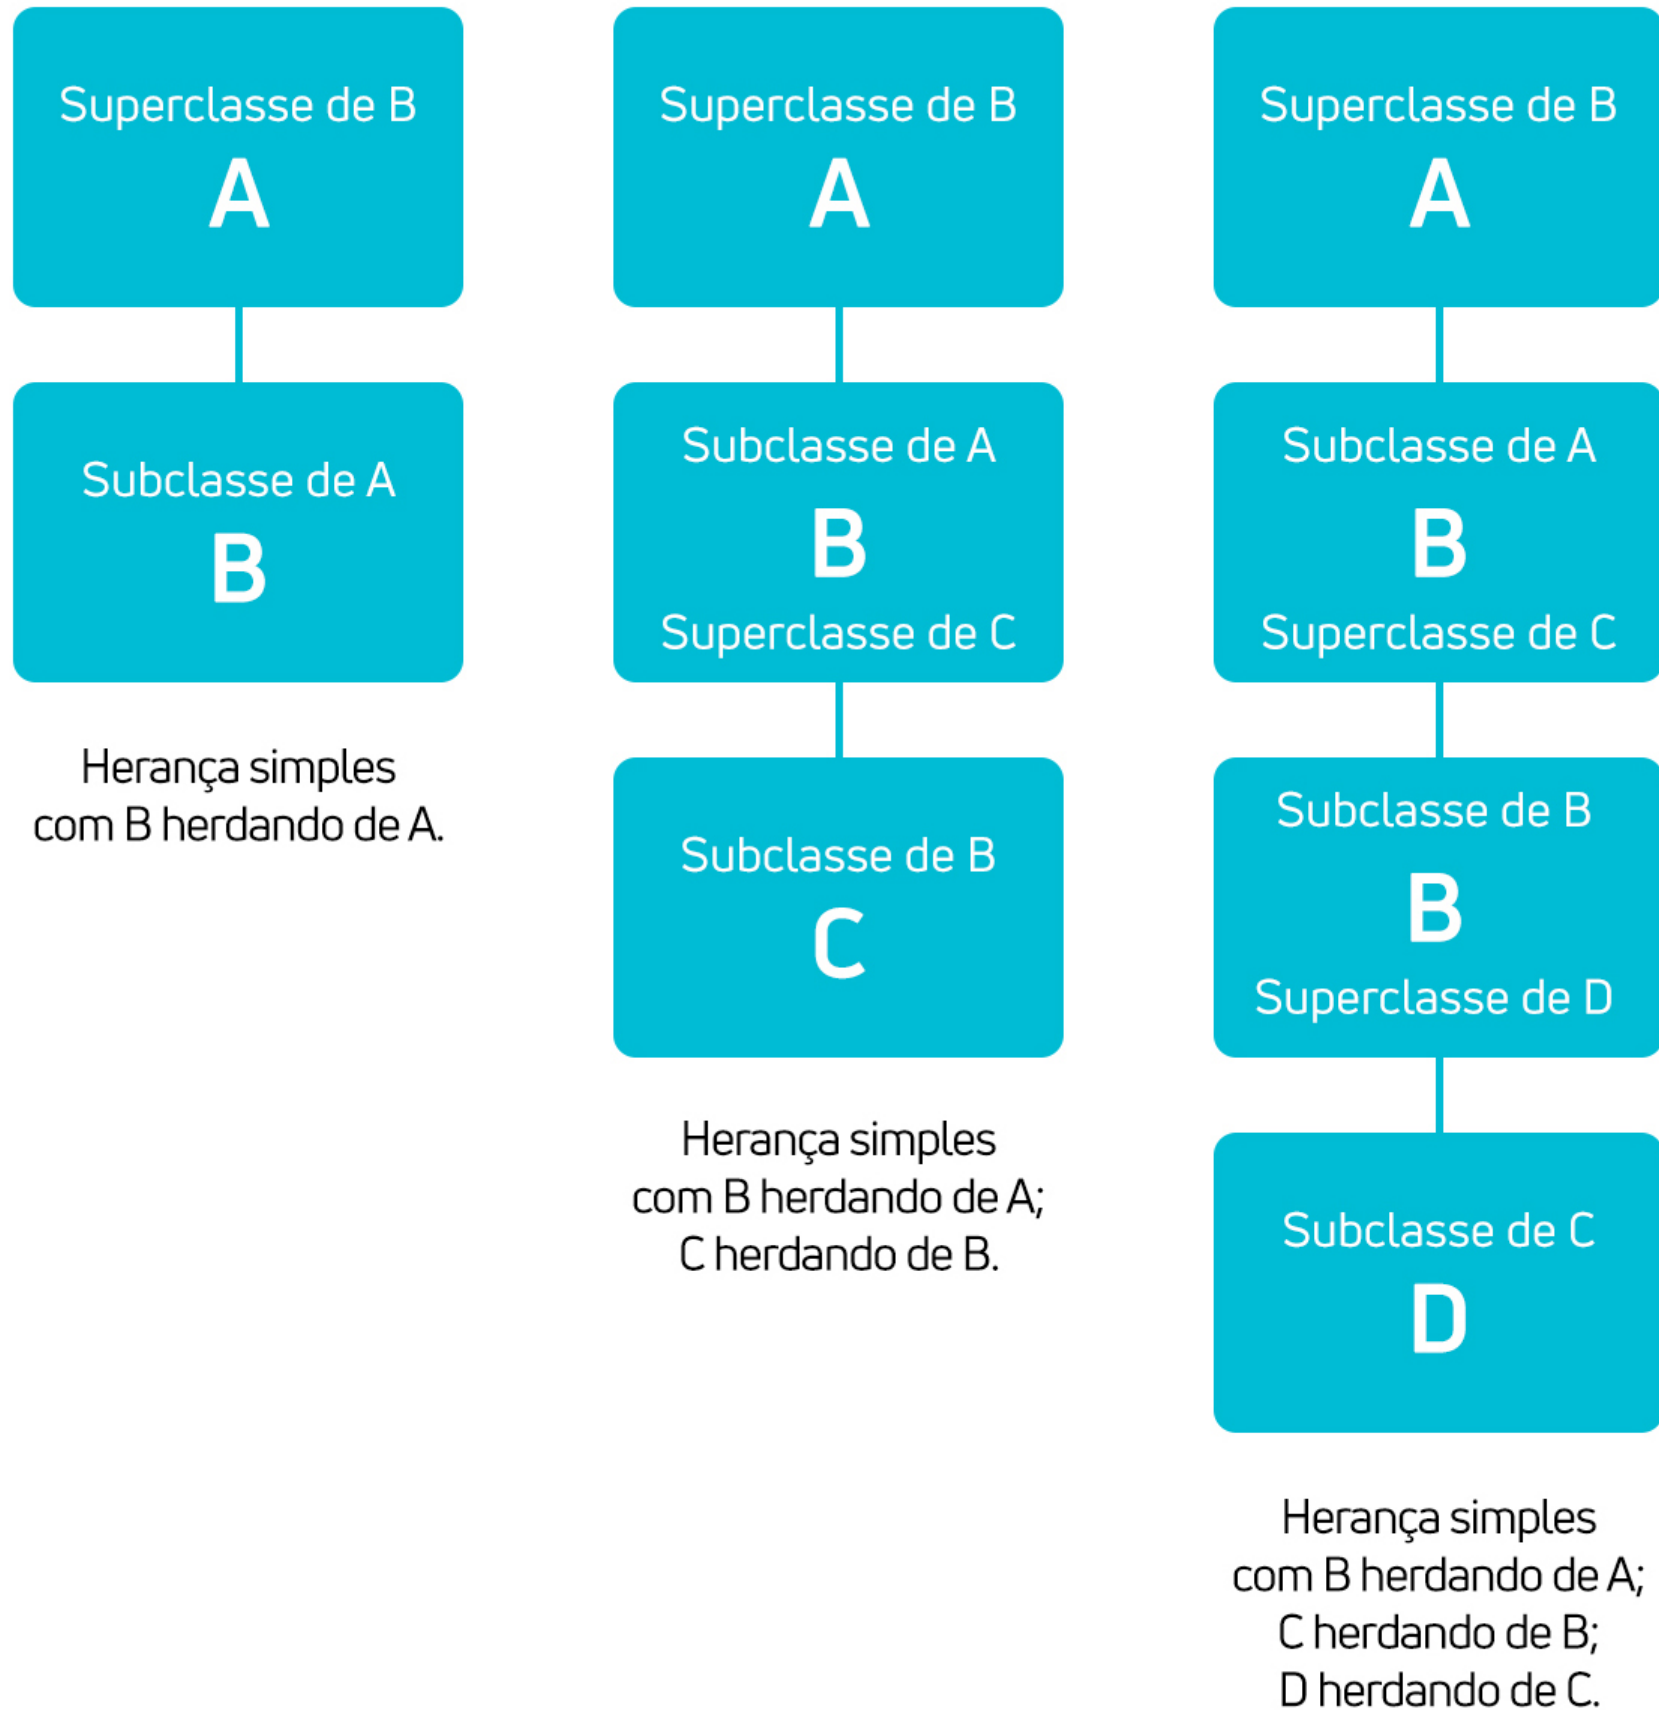 Superclasse de B
A
Subclasse de A
B
Herança simples
com B herdando de A.
Superclasse de B
A
Subclasse de A
B
Superclasse de C
Subclasse de B
C
Herança simples
com B herdando de A;
C herdando de B.
Superclasse de B
A
Subclasse de A
B
Superclasse de C
Subclasse de B
B
Superclasse de D
Subclasse de C
D
Herança simples
com B herdando de A;
C herdando de B;
D herdando de C.